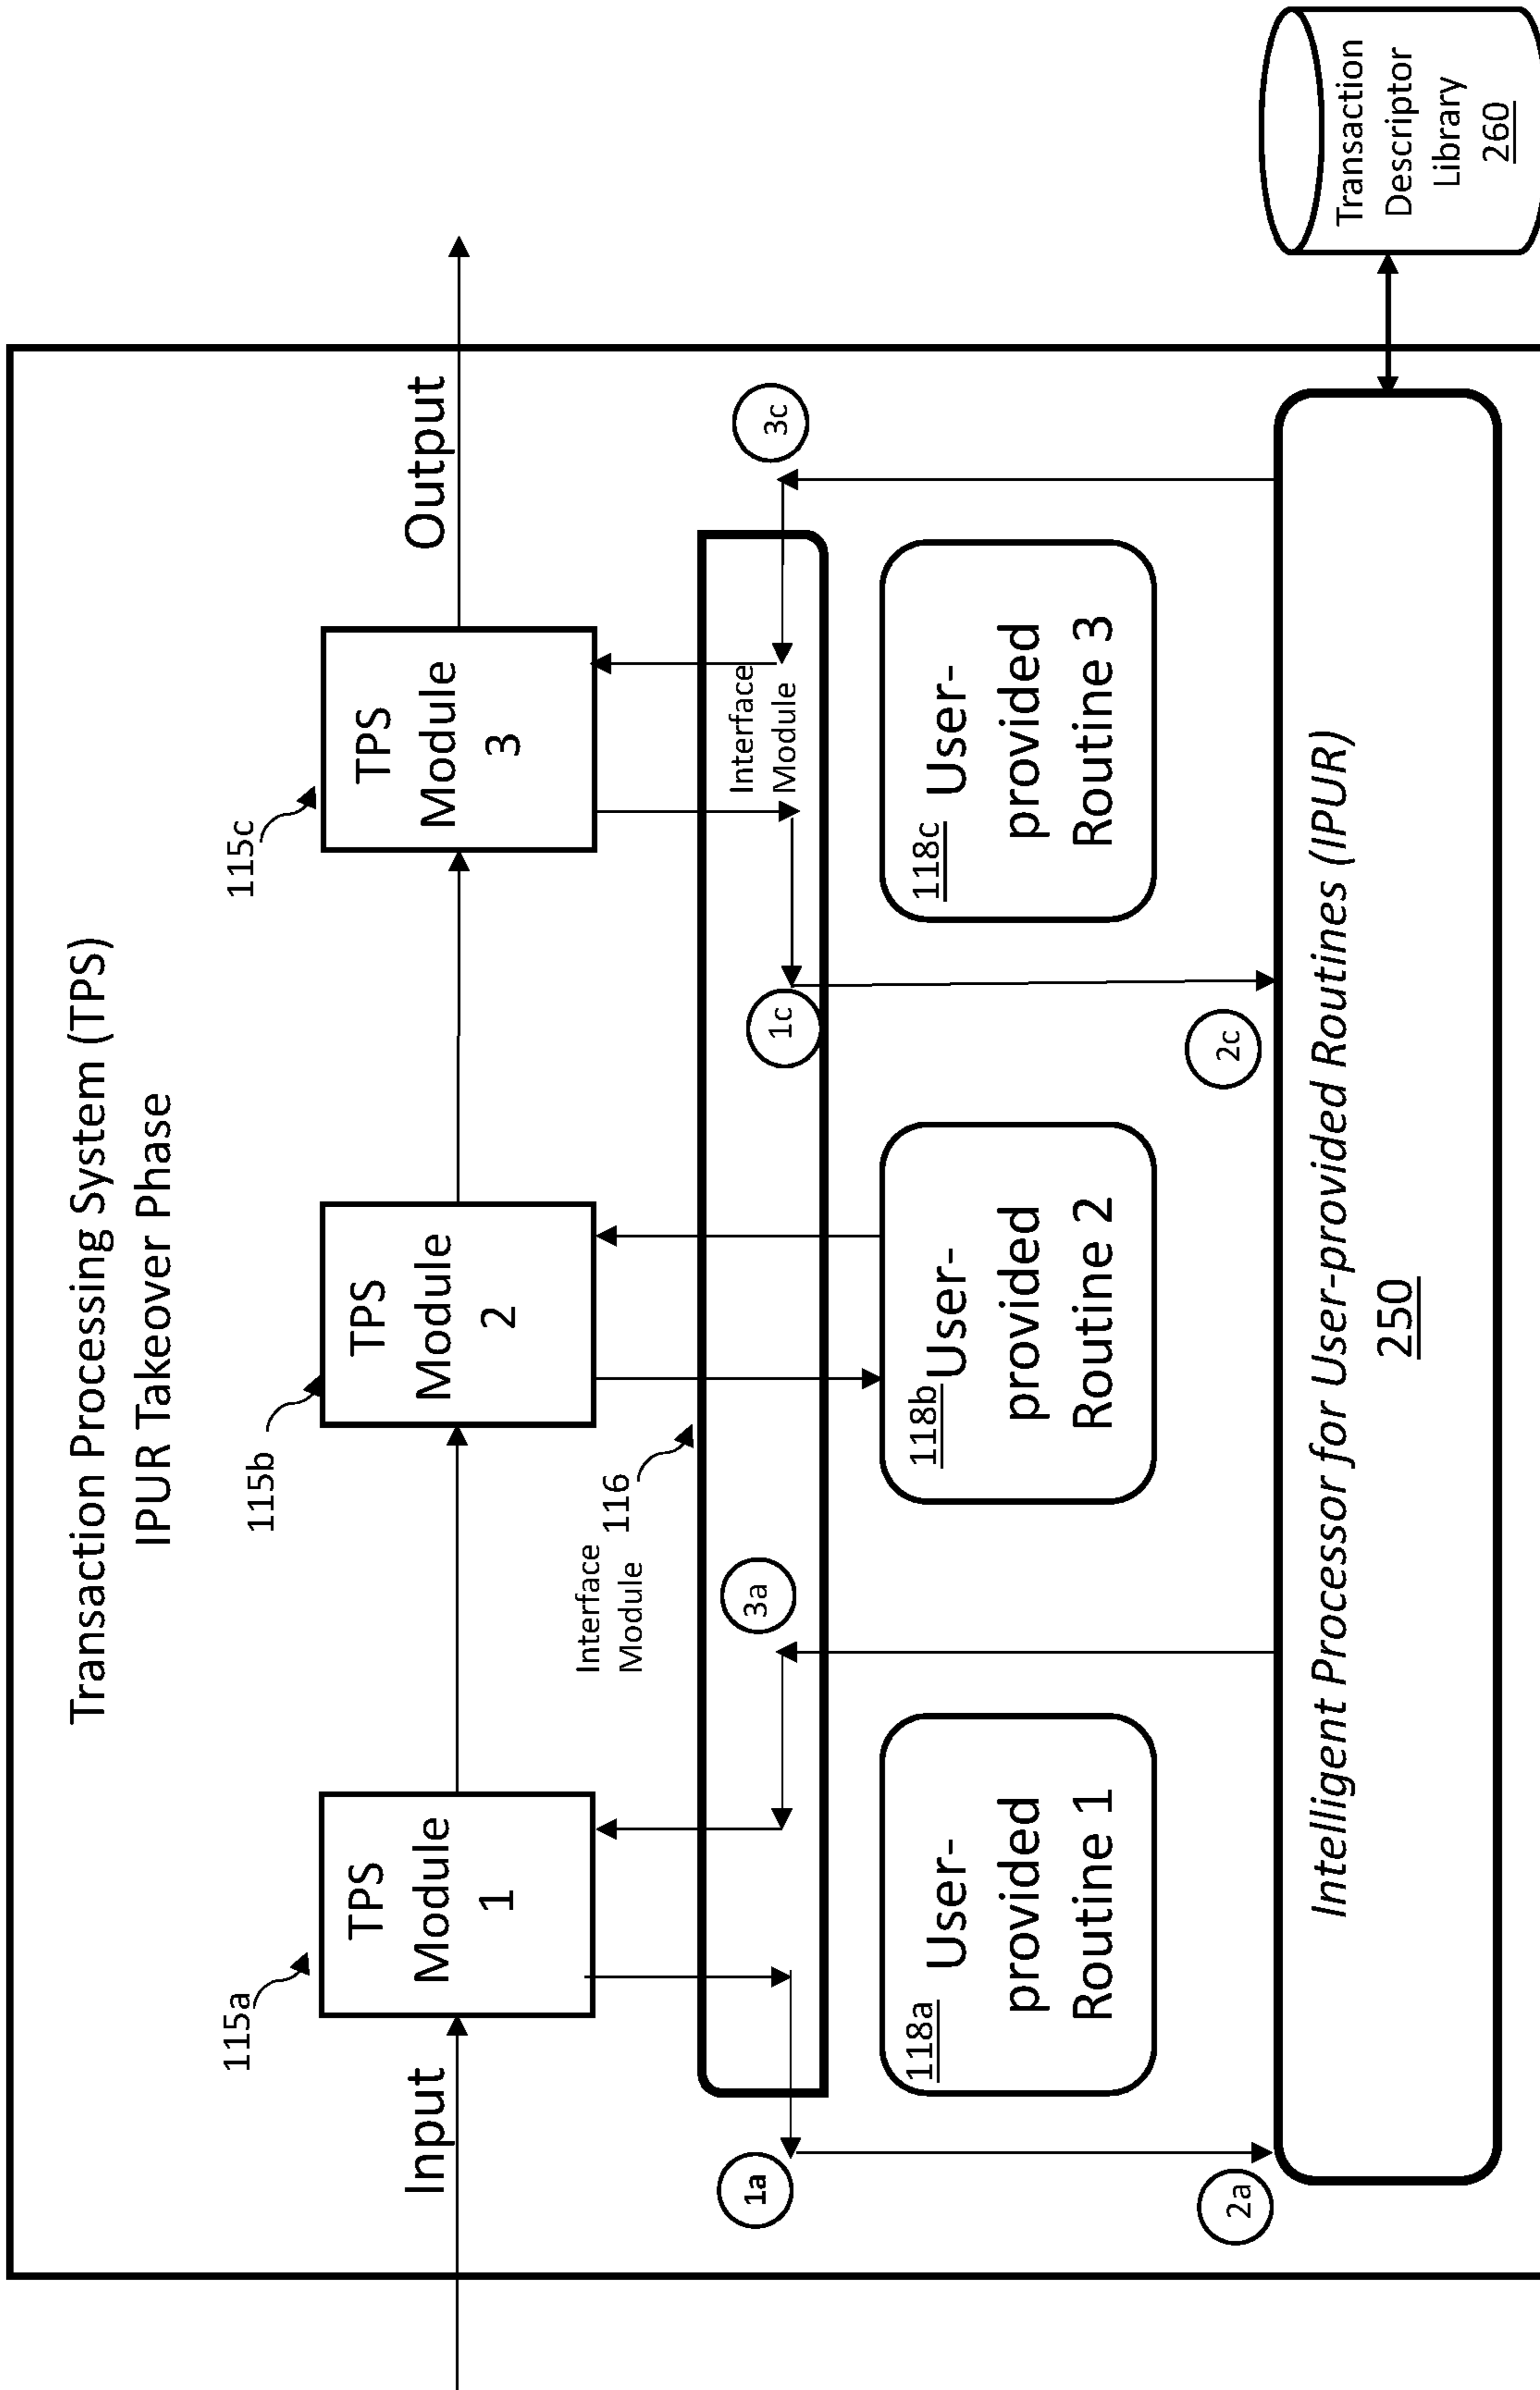 Transaction Processing System (TPS)
IPUR Takeover Phase
115a
115b
115c
Input
TPS
Module
1
TPS
Module
2
TPS
Module
3
Output
Interface
Module
116
1a
3a
1c
Interface
Module
3c
118a
User-
provided
Routine 1
118b
User-
provided
Routine 2
118c
User-
provided
Routine 3
2a
2c
Intelligent Processor for User-provided Routines (IPUR)
250
Transaction
Descriptor
Library
260